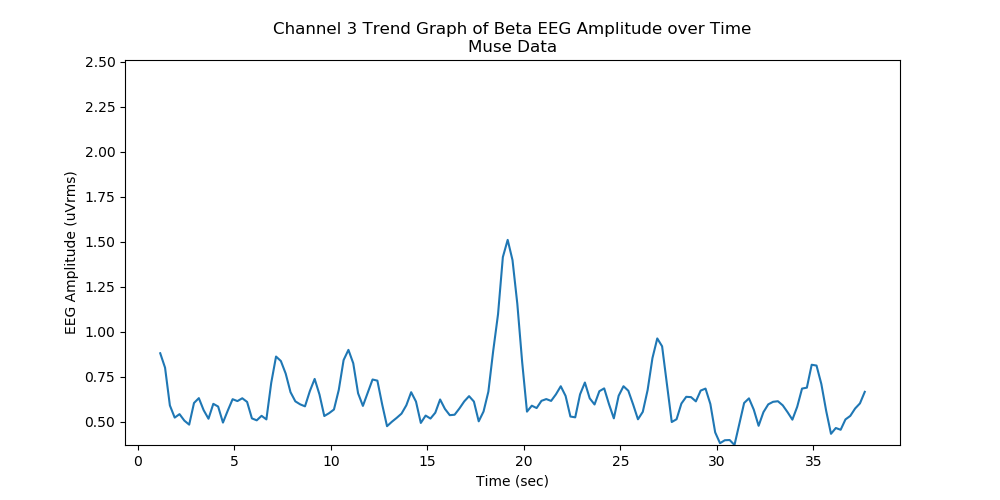 Channel 3 Trend Graph of Beta EEG Amplitude over Time
Muse Data
EEG Amplitude (uVrms)
2.50
2.25
2.00
1.75
1.50
1.25
1.00
0.75
0.50
0 5 10 15 20 25 30 35
Time (sec)